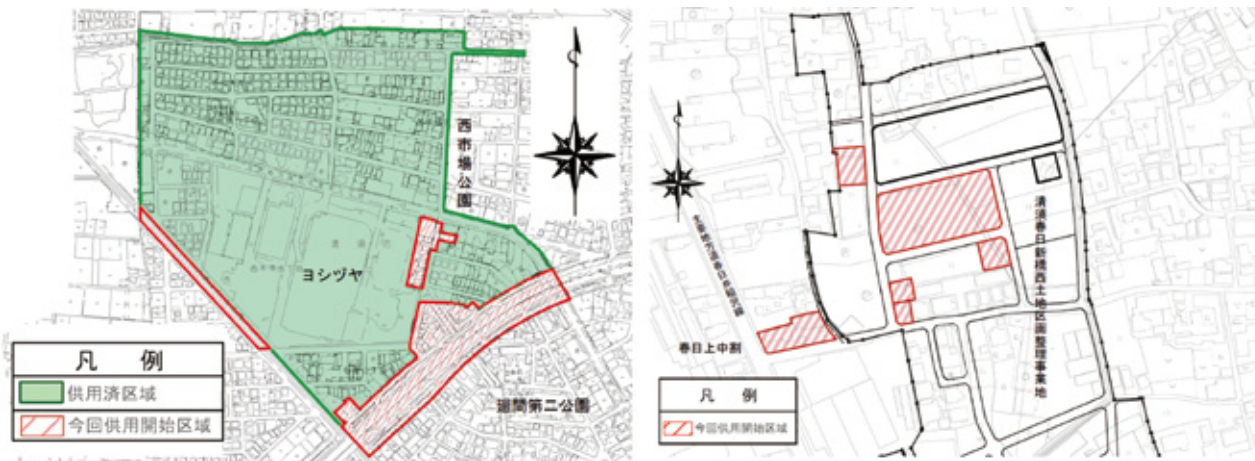 西市場公園
ヨシヅヤ
廻間第二公園
凡 例
供用済区域
今回供用開始区域
清須春日新橋西土地区画整理事業地
春日上中割
凡 例
今回供用開始区域